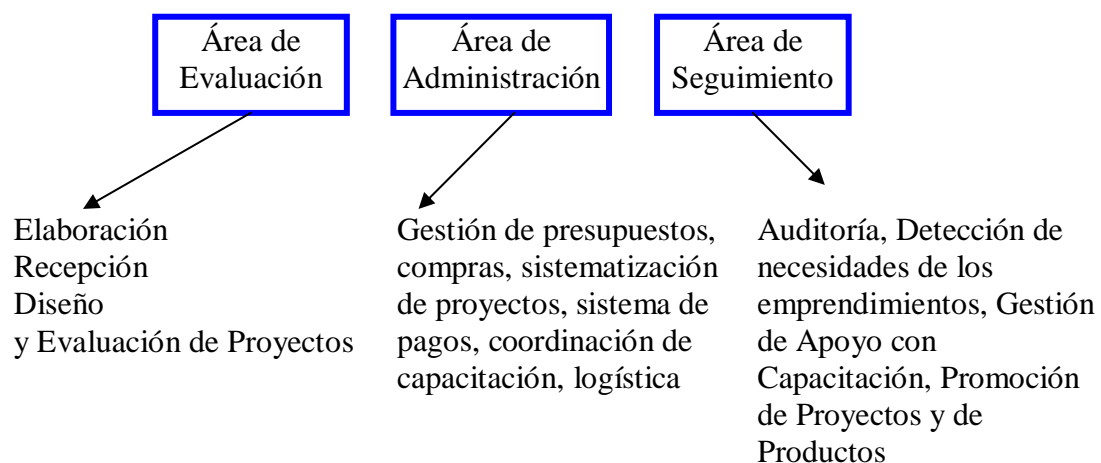 Área de
Evaluación
Área de
Administración
Área de
Seguimiento
Elaboración
Recepción
Diseño
y Evaluación de Proyectos
Gestión de presupuestos,
compras, sistematización
de proyectos, sistema de
pagos, coordinación de
capacitación, logística
Auditoría, Detección de
necesidades de los
emprendimientos, Gestión
de Apoyo con
Capacitación, Promoción
de Proyectos y de
Productos